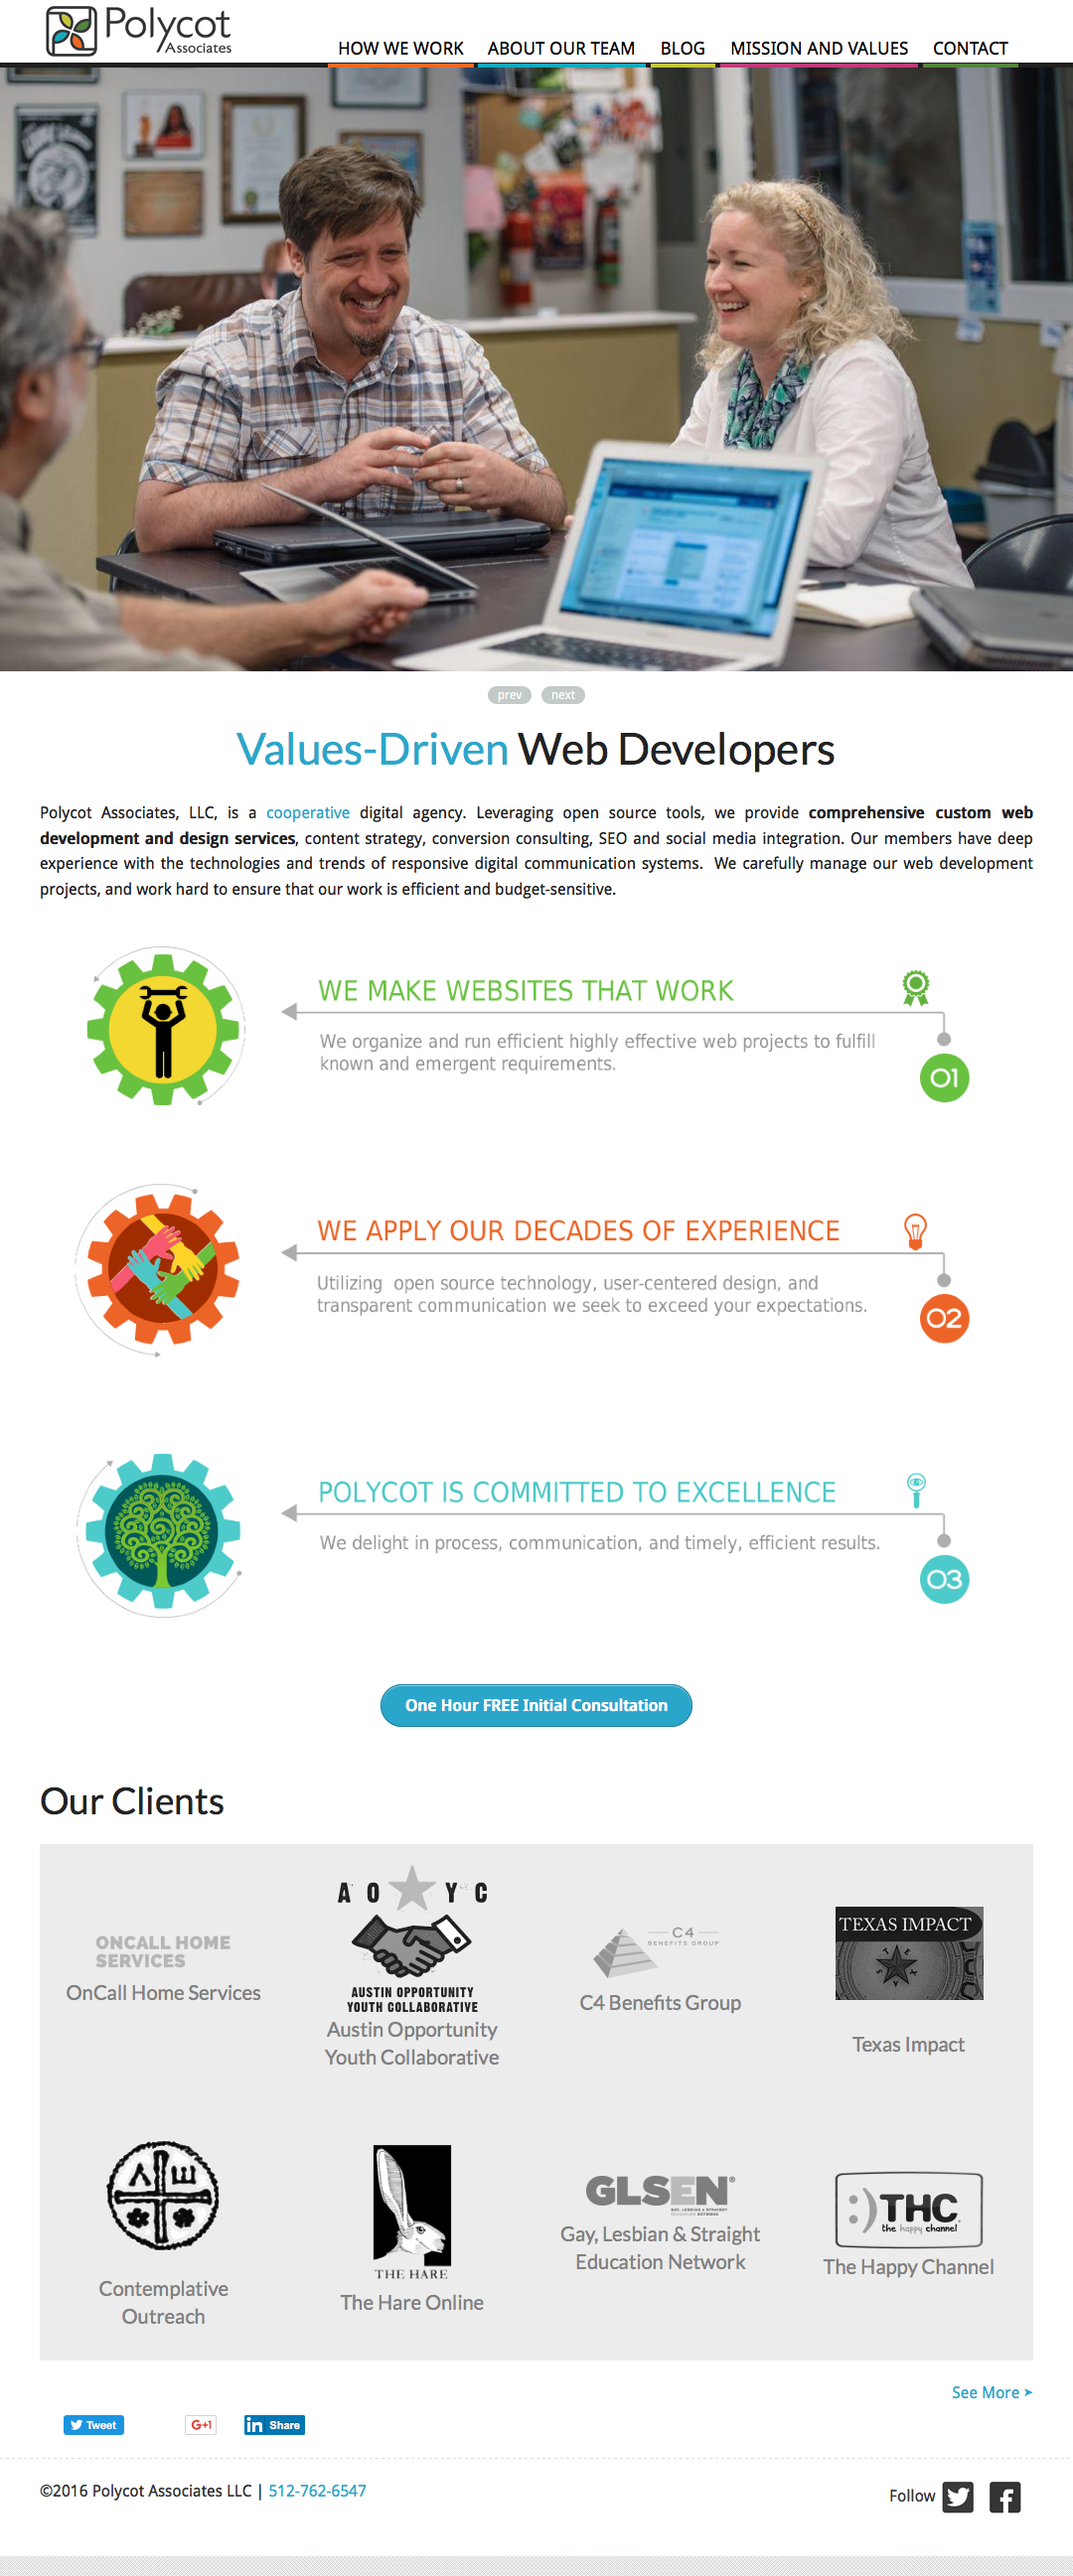 Polycot
Associates
HOW WE WORK ABOUT OUR TEAM BLOG MISSION AND VALUES CONTACT
prev next
Values-Driven Web Developers
Polycot Associates, LLC, is a cooperative digital agency. Leveraging open source tools, we provide comprehensive custom web
development and design services, content strategy, conversion consulting, SEO and social media integration. Our members have deep
experience with the technologies and trends of responsive digital communication systems. We carefully manage our web development
projects, and work hard to ensure that our work is efficient and budget-sensitive.
WE MAKE WEBSITES THAT WORK
We organize and run efficient highly effective web projects to fulfill
known and emergent requirements.
01
WE APPLY OUR DECADES OF EXPERIENCE
Utilizing open source technology, user-centered design, and
transparent communication we seek to exceed your expectations.
02
POLYCOT IS COMMITTED TO EXCELLENCE
We delight in process, communication, and timely, efficient results.
03
One Hour FREE Initial Consultation
Our Clients
ONCALL HOME
SERVICES
OnCall Home Services
A O Y C
AUSTIN OPPORTUNITY
YOUTH COLLABORATIVE
Austin Opportunity
Youth Collaborative
C4
BENEFITS GROUP
C4 Benefits Group
TEXAS IMPACT
Texas Impact
Contemplative
Outreach
THE HARE
The Hare Online
GLSEN®
GAY, LESBIAN & STRAIGHT
EDUCATION NETWORK
Gay, Lesbian & Straight
Education Network
:) THC
the happy channel
The Happy Channel
See More ➤
Tweet G+1 in Share
©2016 Polycot Associates LLC | 512-762-6547
Follow